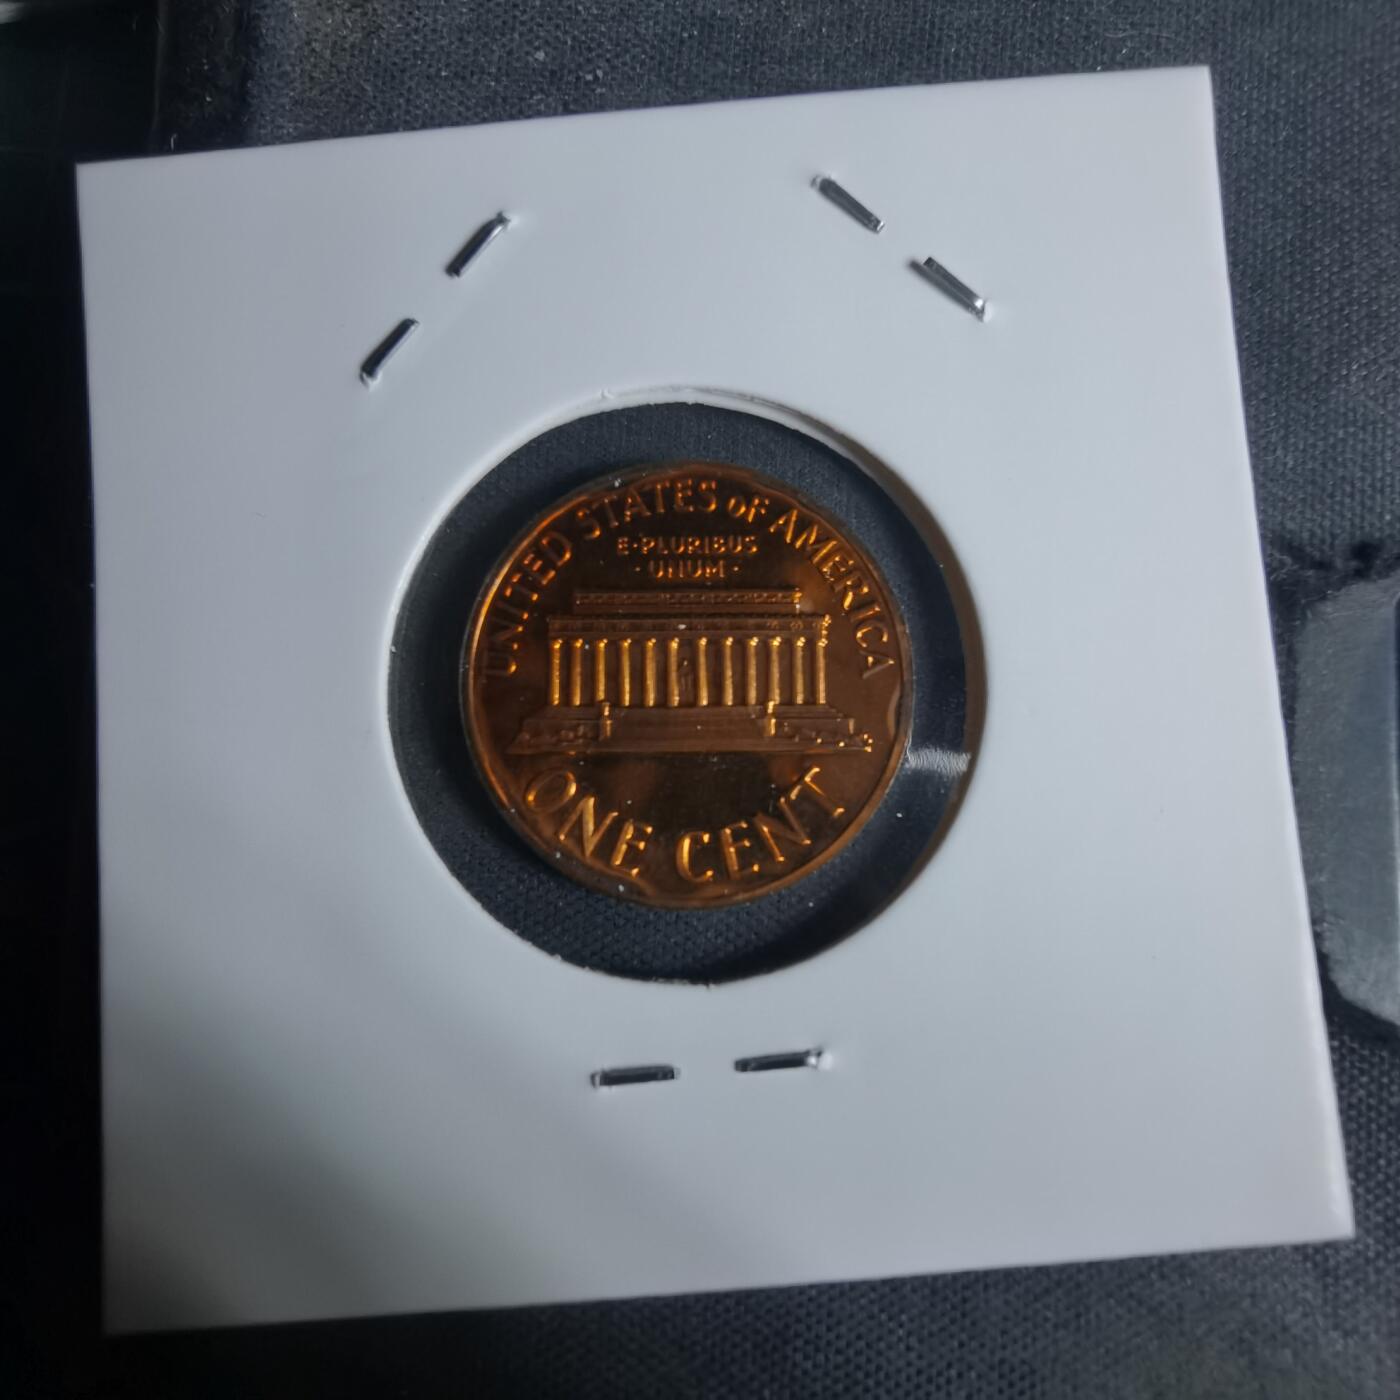 UNITED STATES oF AMERICA
E·PLURIBUS
·UNUM·
ONE CENT